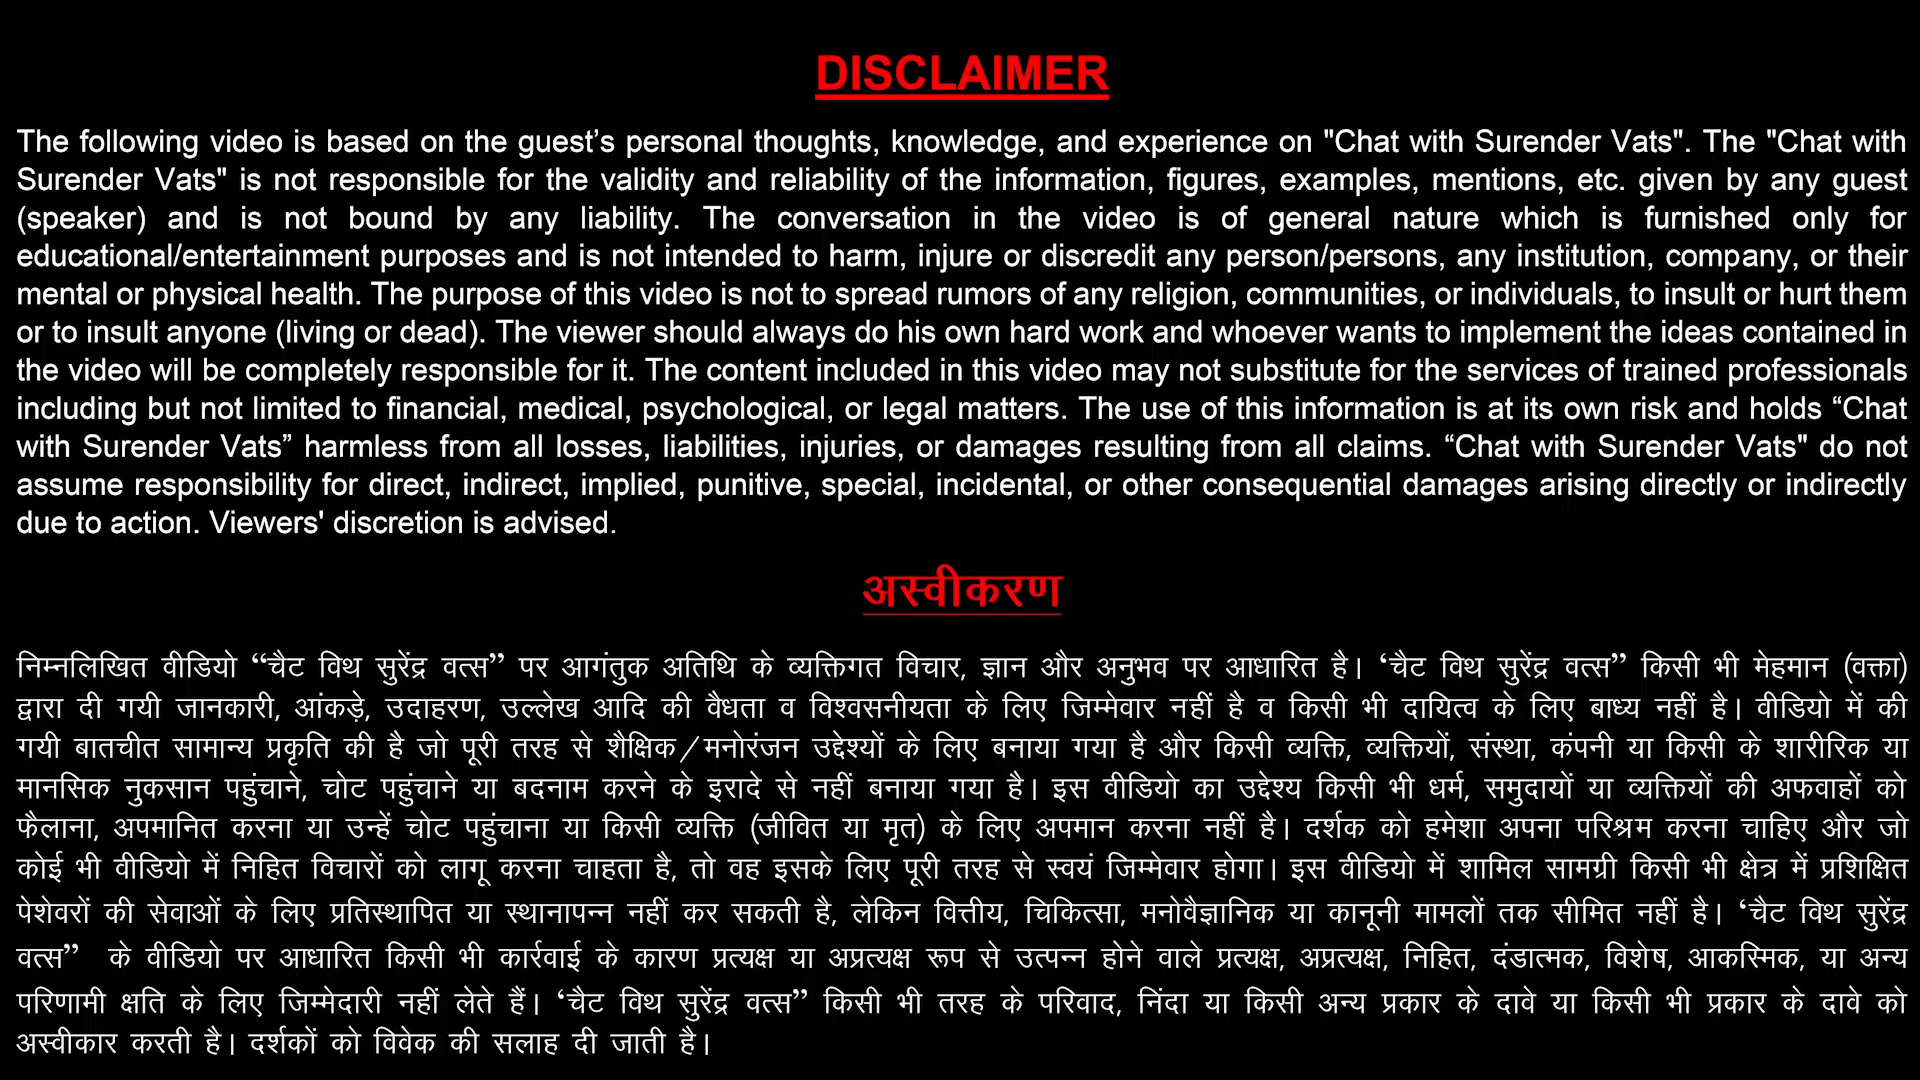 DISCLAIMER
The following video is based on the guest’s personal thoughts, knowledge, and experience on "Chat with Surender Vats". The "Chat with
Surender Vats" is not responsible for the validity and reliability of the information, figures, examples, mentions, etc. given by any guest
(speaker) and is not bound by any liability. The conversation in the video is of general nature which is furnished only for
educational/entertainment purposes and is not intended to harm, injure or discredit any person/persons, any institution, company, or their
mental or physical health. The purpose of this video is not to spread rumors of any religion, communities, or individuals, to insult or hurt them
or to insult anyone (living or dead). The viewer should always do his own hard work and whoever wants to implement the ideas contained in
the video will be completely responsible for it. The content included in this video may not substitute for the services of trained professionals
including but not limited to financial, medical, psychological, or legal matters. The use of this information is at its own risk and holds “Chat
with Surender Vats” harmless from all losses, liabilities, injuries, or damages resulting from all claims. “Chat with Surender Vats" do not
assume responsibility for direct, indirect, implied, punitive, special, incidental, or other consequential damages arising directly or indirectly
due to action. Viewers' discretion is advised.
अस्वीकरण
निम्नलिखित वीडियो “चैट विथ सुरेंद्र वत्स” पर आगंतुक अतिथि के व्यक्तिगत विचार, ज्ञान और अनुभव पर आधारित है। ‘चैट विथ सुरेंद्र वत्स” किसी भी मेहमान (वक्ता)
द्वारा दी गयी जानकारी, आंकड़े, उदाहरण, उल्लेख आदि की वैधता व विश्वसनीयता के लिए जिम्मेवार नहीं है व किसी भी दायित्व के लिए बाध्य नहीं है। वीडियो में की
गयी बातचीत सामान्य प्रकृति की है जो पूरी तरह से शैक्षिक/मनोरंजन उद्देश्यों के लिए बनाया गया है और किसी व्यक्ति, व्यक्तियों, संस्था, कंपनी या किसी के शारीरिक या
मानसिक नुकसान पहुंचाने, चोट पहुंचाने या बदनाम करने के इरादे से नहीं बनाया गया है। इस वीडियो का उद्देश्य किसी भी धर्म, समुदायों या व्यक्तियों की अफवाहों को
फैलाना, अपमानित करना या उन्हें चोट पहुंचाना या किसी व्यक्ति (जीवित या मृत) के लिए अपमान करना नहीं है। दर्शक को हमेशा अपना परिश्रम करना चाहिए और जो
कोई भी वीडियो में निहित विचारों को लागू करना चाहता है, तो वह इसके लिए पूरी तरह से स्वयं जिम्मेवार होगा। इस वीडियो में शामिल सामग्री किसी भी क्षेत्र में प्रशिक्षित
पेशेवरों की सेवाओं के लिए प्रतिस्थापित या स्थानापन्न नहीं कर सकती है, लेकिन वित्तीय, चिकित्सा, मनोवैज्ञानिक या कानूनी मामलों तक सीमित नहीं है। ‘चैट विथ सुरेंद्र
वत्स” के वीडियो पर आधारित किसी भी कार्रवाई के कारण प्रत्यक्ष या अप्रत्यक्ष रूप से उत्पन्न होने वाले प्रत्यक्ष, अप्रत्यक्ष, निहित, दंडात्मक, विशेष, आकस्मिक, या अन्य
परिणामी क्षति के लिए जिम्मेदारी नहीं लेते हैं। ‘चैट विथ सुरेंद्र वत्स” किसी भी तरह के परिवाद, निंदा या किसी अन्य प्रकार के दावे या किसी भी प्रकार के दावे को
अस्वीकार करती है। दर्शकों को विवेक की सलाह दी जाती है।